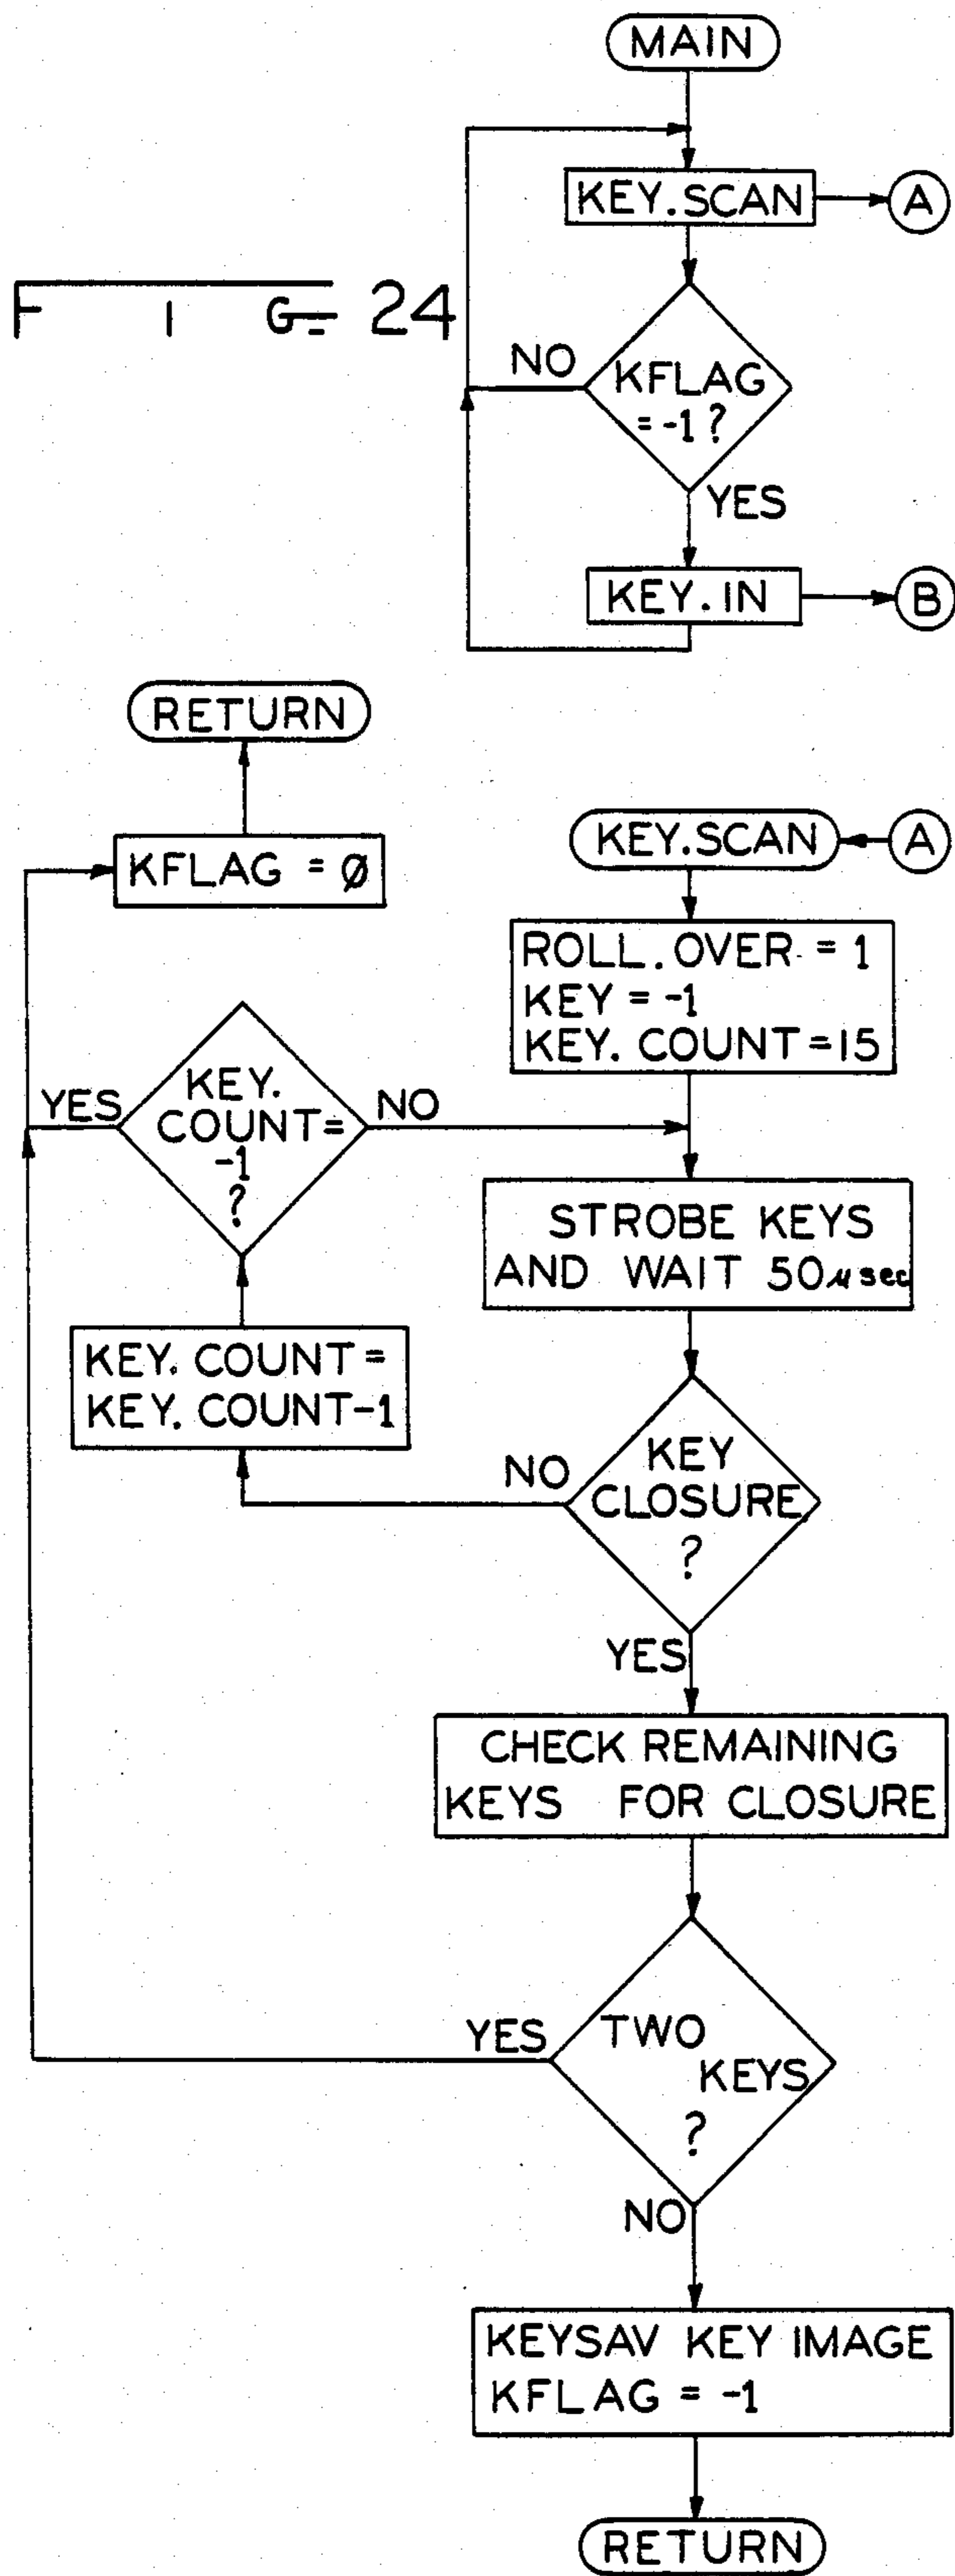 MAIN
KEY.SCAN
A
FIG. 24
NO
KFLAG
= -1 ?
YES
KEY.IN
B
RETURN
KFLAG = Ø
KEY.SCAN
A
ROLL.OVER = 1
KEY = -1
KEY. COUNT = 15
YES
KEY.
COUNT =
-1
?
NO
STROBE KEYS
AND WAIT 50 µsec
KEY. COUNT =
KEY. COUNT-1
NO
KEY
CLOSURE
?
YES
CHECK REMAINING
KEYS FOR CLOSURE
YES
TWO
KEYS
?
NO
KEYSAV KEY IMAGE
KFLAG = -1
RETURN